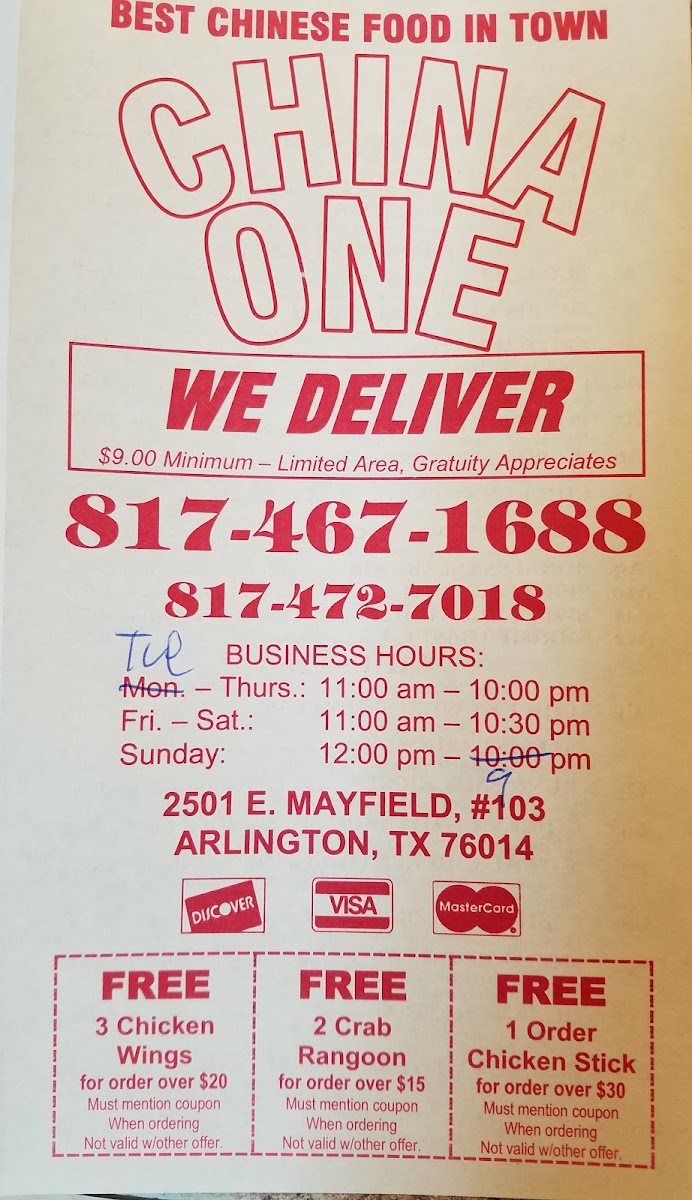 BEST CHINESE FOOD IN TOWN
CHINA
ONE
WE DELIVER
$9.00 Minimum – Limited Area, Gratuity Appreciates
817-467-1688
817-472-7018
Tue BUSINESS HOURS:
Mon. – Thurs.: 11:00 am – 10:00 pm
Fri. – Sat.: 11:00 am – 10:30 pm
Sunday: 12:00 pm – 10:00 pm
9
2501 E. MAYFIELD, #103
ARLINGTON, TX 76014
DISCOVER VISA MasterCard
FREE
3 Chicken
Wings
for order over $20
Must mention coupon
When ordering
Not valid w/other offer.
FREE
2 Crab
Rangoon
for order over $15
Must mention coupon
When ordering
Not valid w/other offer.
FREE
1 Order
Chicken Stick
for order over $30
Must mention coupon
When ordering
Not valid w/other offer.